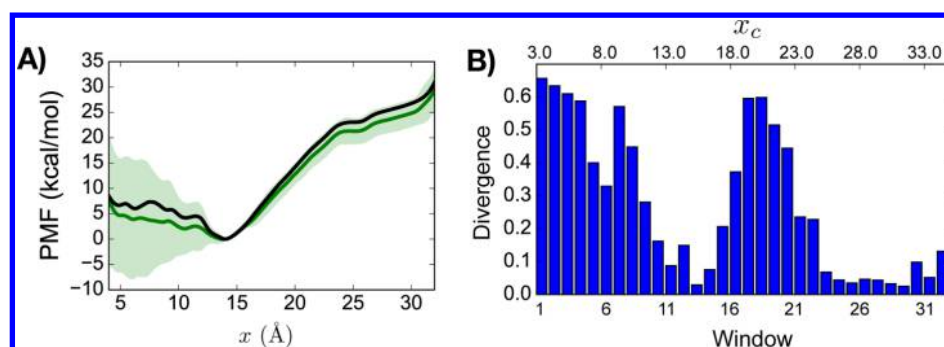 A)
PMF (kcal/mol)
35
30
25
20
15
10
5
0
−5
−10
5 10 15 20 25 30
x (Å)
B)
x_c
3.0 8.0 13.0 18.0 23.0 28.0 33.0
Divergence
0.6
0.5
0.4
0.3
0.2
0.1
0.0
1 6 11 16 21 26 31
Window